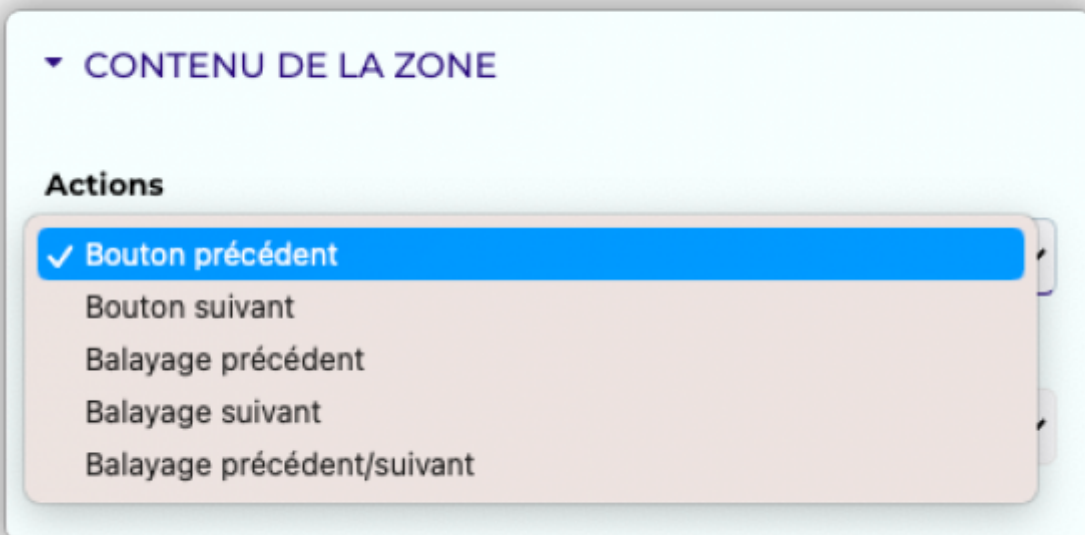 CONTENU DE LA ZONE
Actions
Bouton précédent
Bouton suivant
Balayage précédent
Balayage suivant
Balayage précédent/suivant